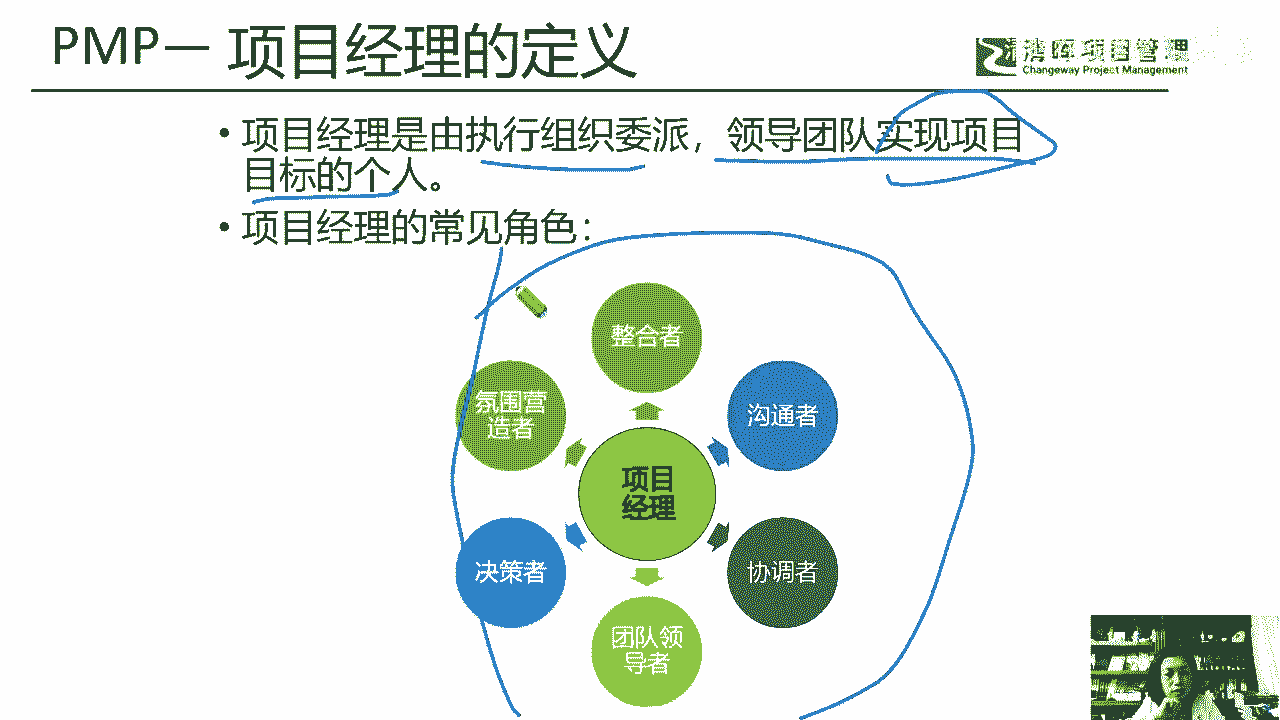 PMP— 项目经理的定义
清晖项目管理
Changeway Project Management
• 项目经理是由执行组织委派，领导团队实现项目
目标的个人。
• 项目经理的常见角色：
整合者
沟通者
协调者
团队领
导者
决策者
氛围营
造者
项目
经理